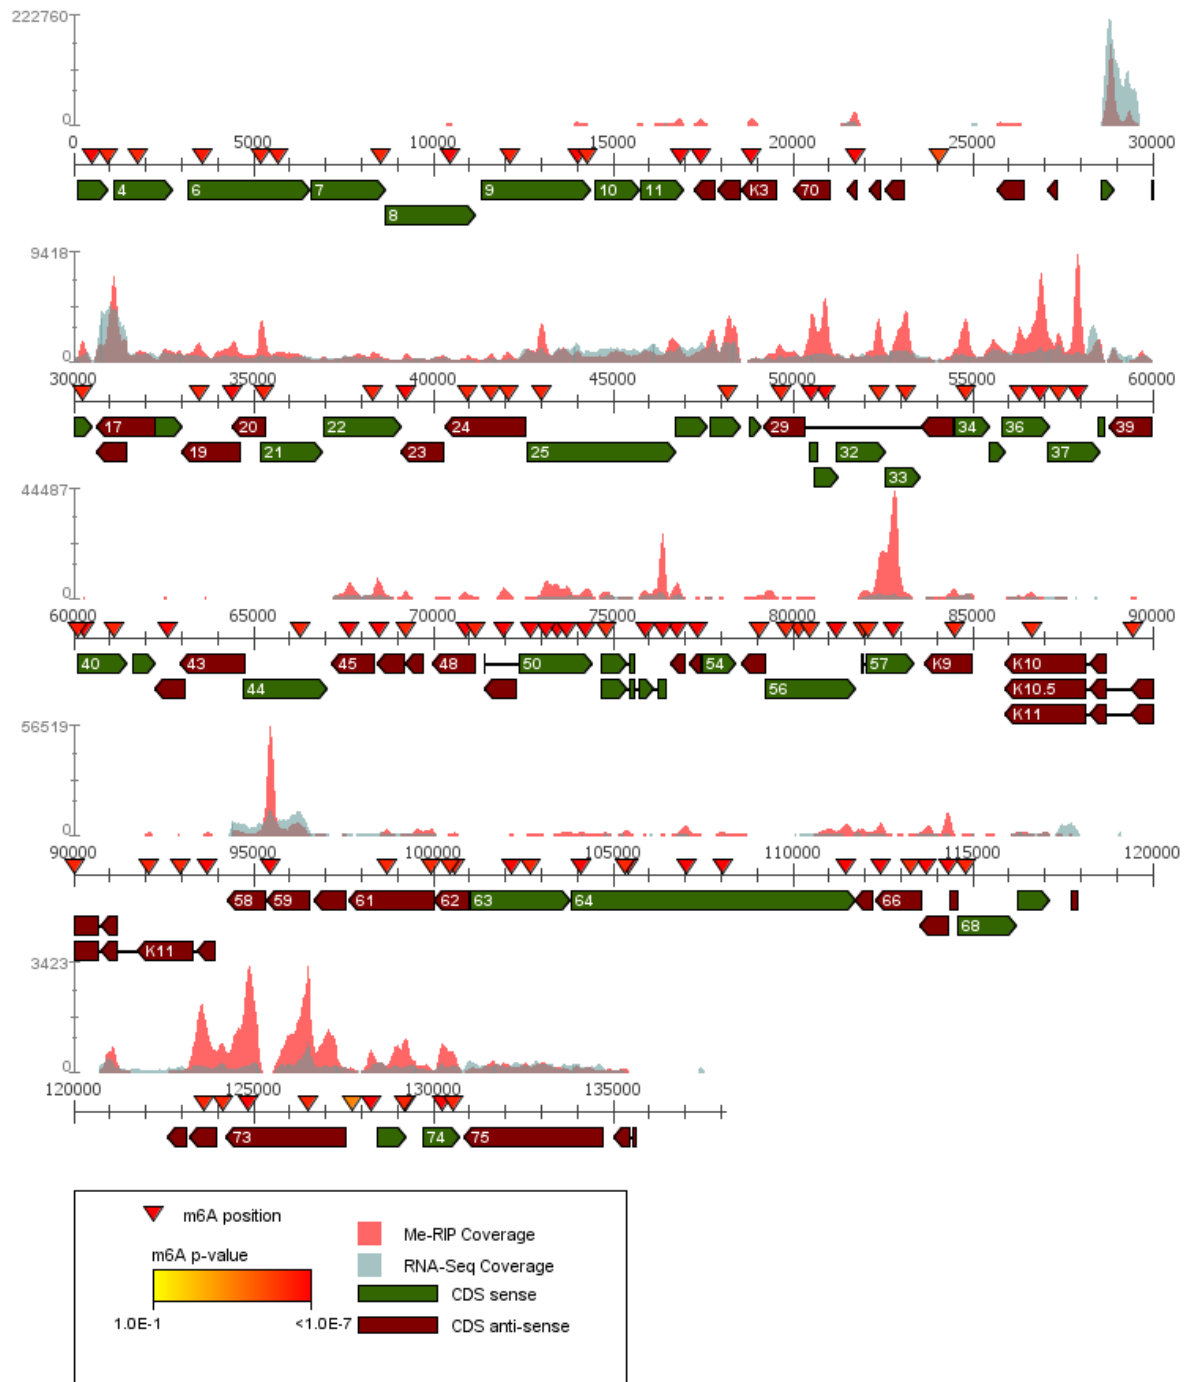 222760
0
0 5000 10000 15000 20000 25000 30000
4 6 7 9 10 11 K3 70
8
9418
0
30000 35000 40000 45000 50000 55000 60000
17 20 22 24 29 34 36 39
19 21 23 25 32 37
33
44487
0
60000 65000 70000 75000 80000 85000 90000
40 43 45 48 50 54 57 K9 K10
44 56 K10.5
K11
56519
0
90000 95000 100000 105000 110000 115000 120000
58 59 61 62 63 64 66
68
K11
3423
0
120000 125000 130000 135000
73 74 75
m6A position
m6A p-value
1.0E-1 <1.0E-7
Me-RIP Coverage
RNA-Seq Coverage
CDS sense
CDS anti-sense